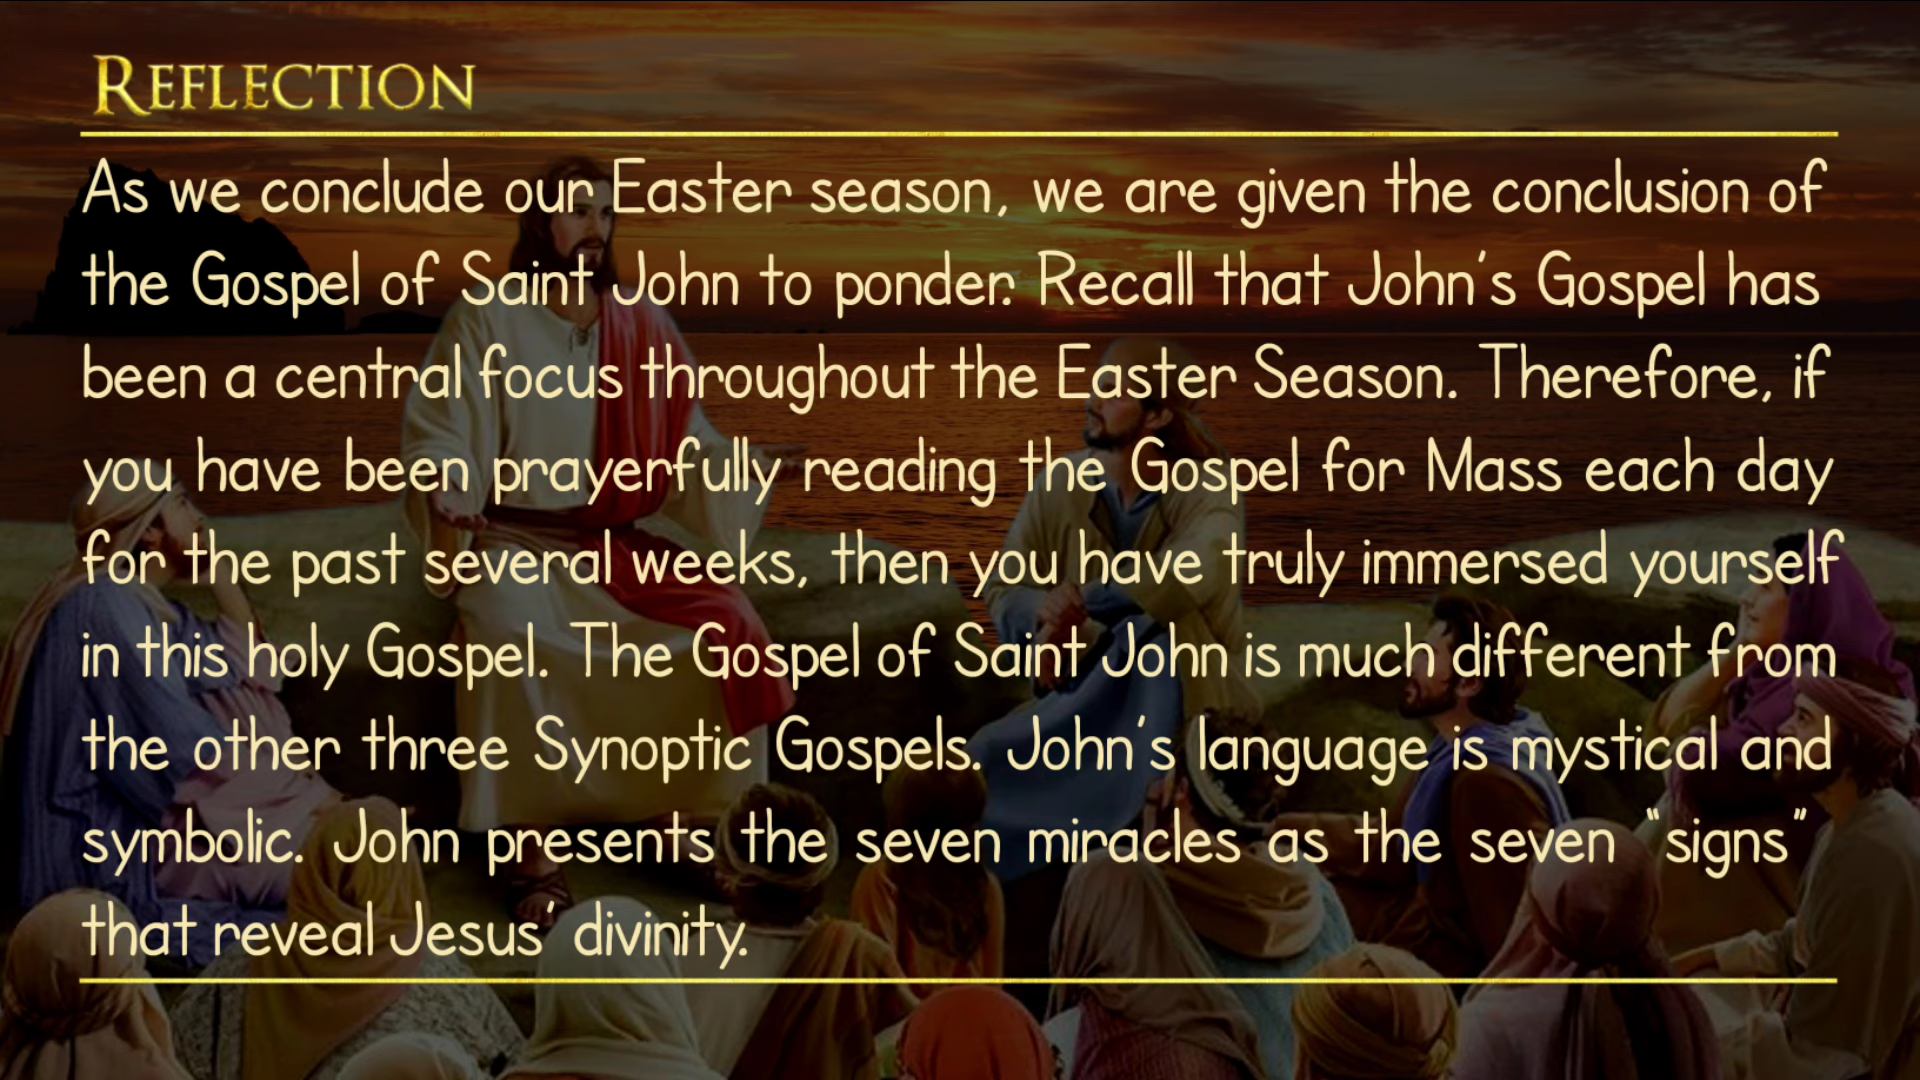 REFLECTION
As we conclude our Easter season, we are given the conclusion of
the Gospel of Saint John to ponder. Recall that John's Gospel has
been a central focus throughout the Easter Season. Therefore, if
you have been prayerfully reading the Gospel for Mass each day
for the past several weeks, then you have truly immersed yourself
in this holy Gospel. The Gospel of Saint John is much different from
the other three Synoptic Gospels. John's language is mystical and
symbolic. John presents the seven miracles as the seven “signs”
that reveal Jesus' divinity.